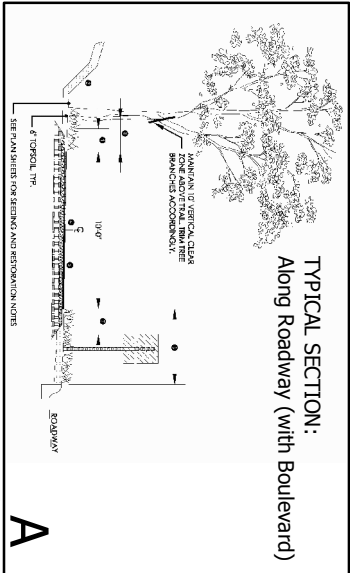 TYPICAL SECTION:
Along Roadway (with Boulevard)
MAINTAIN 10' VERTICAL CLEAR
ZONE ABOVE TRAIL. TRIM TREE
BRANCHES ACCORDINGLY.
10'-0"
6" TOPSOIL, TYP.
SEE PLAN SHEETS FOR SEEDING AND RESTORATION NOTES
ROADWAY
A